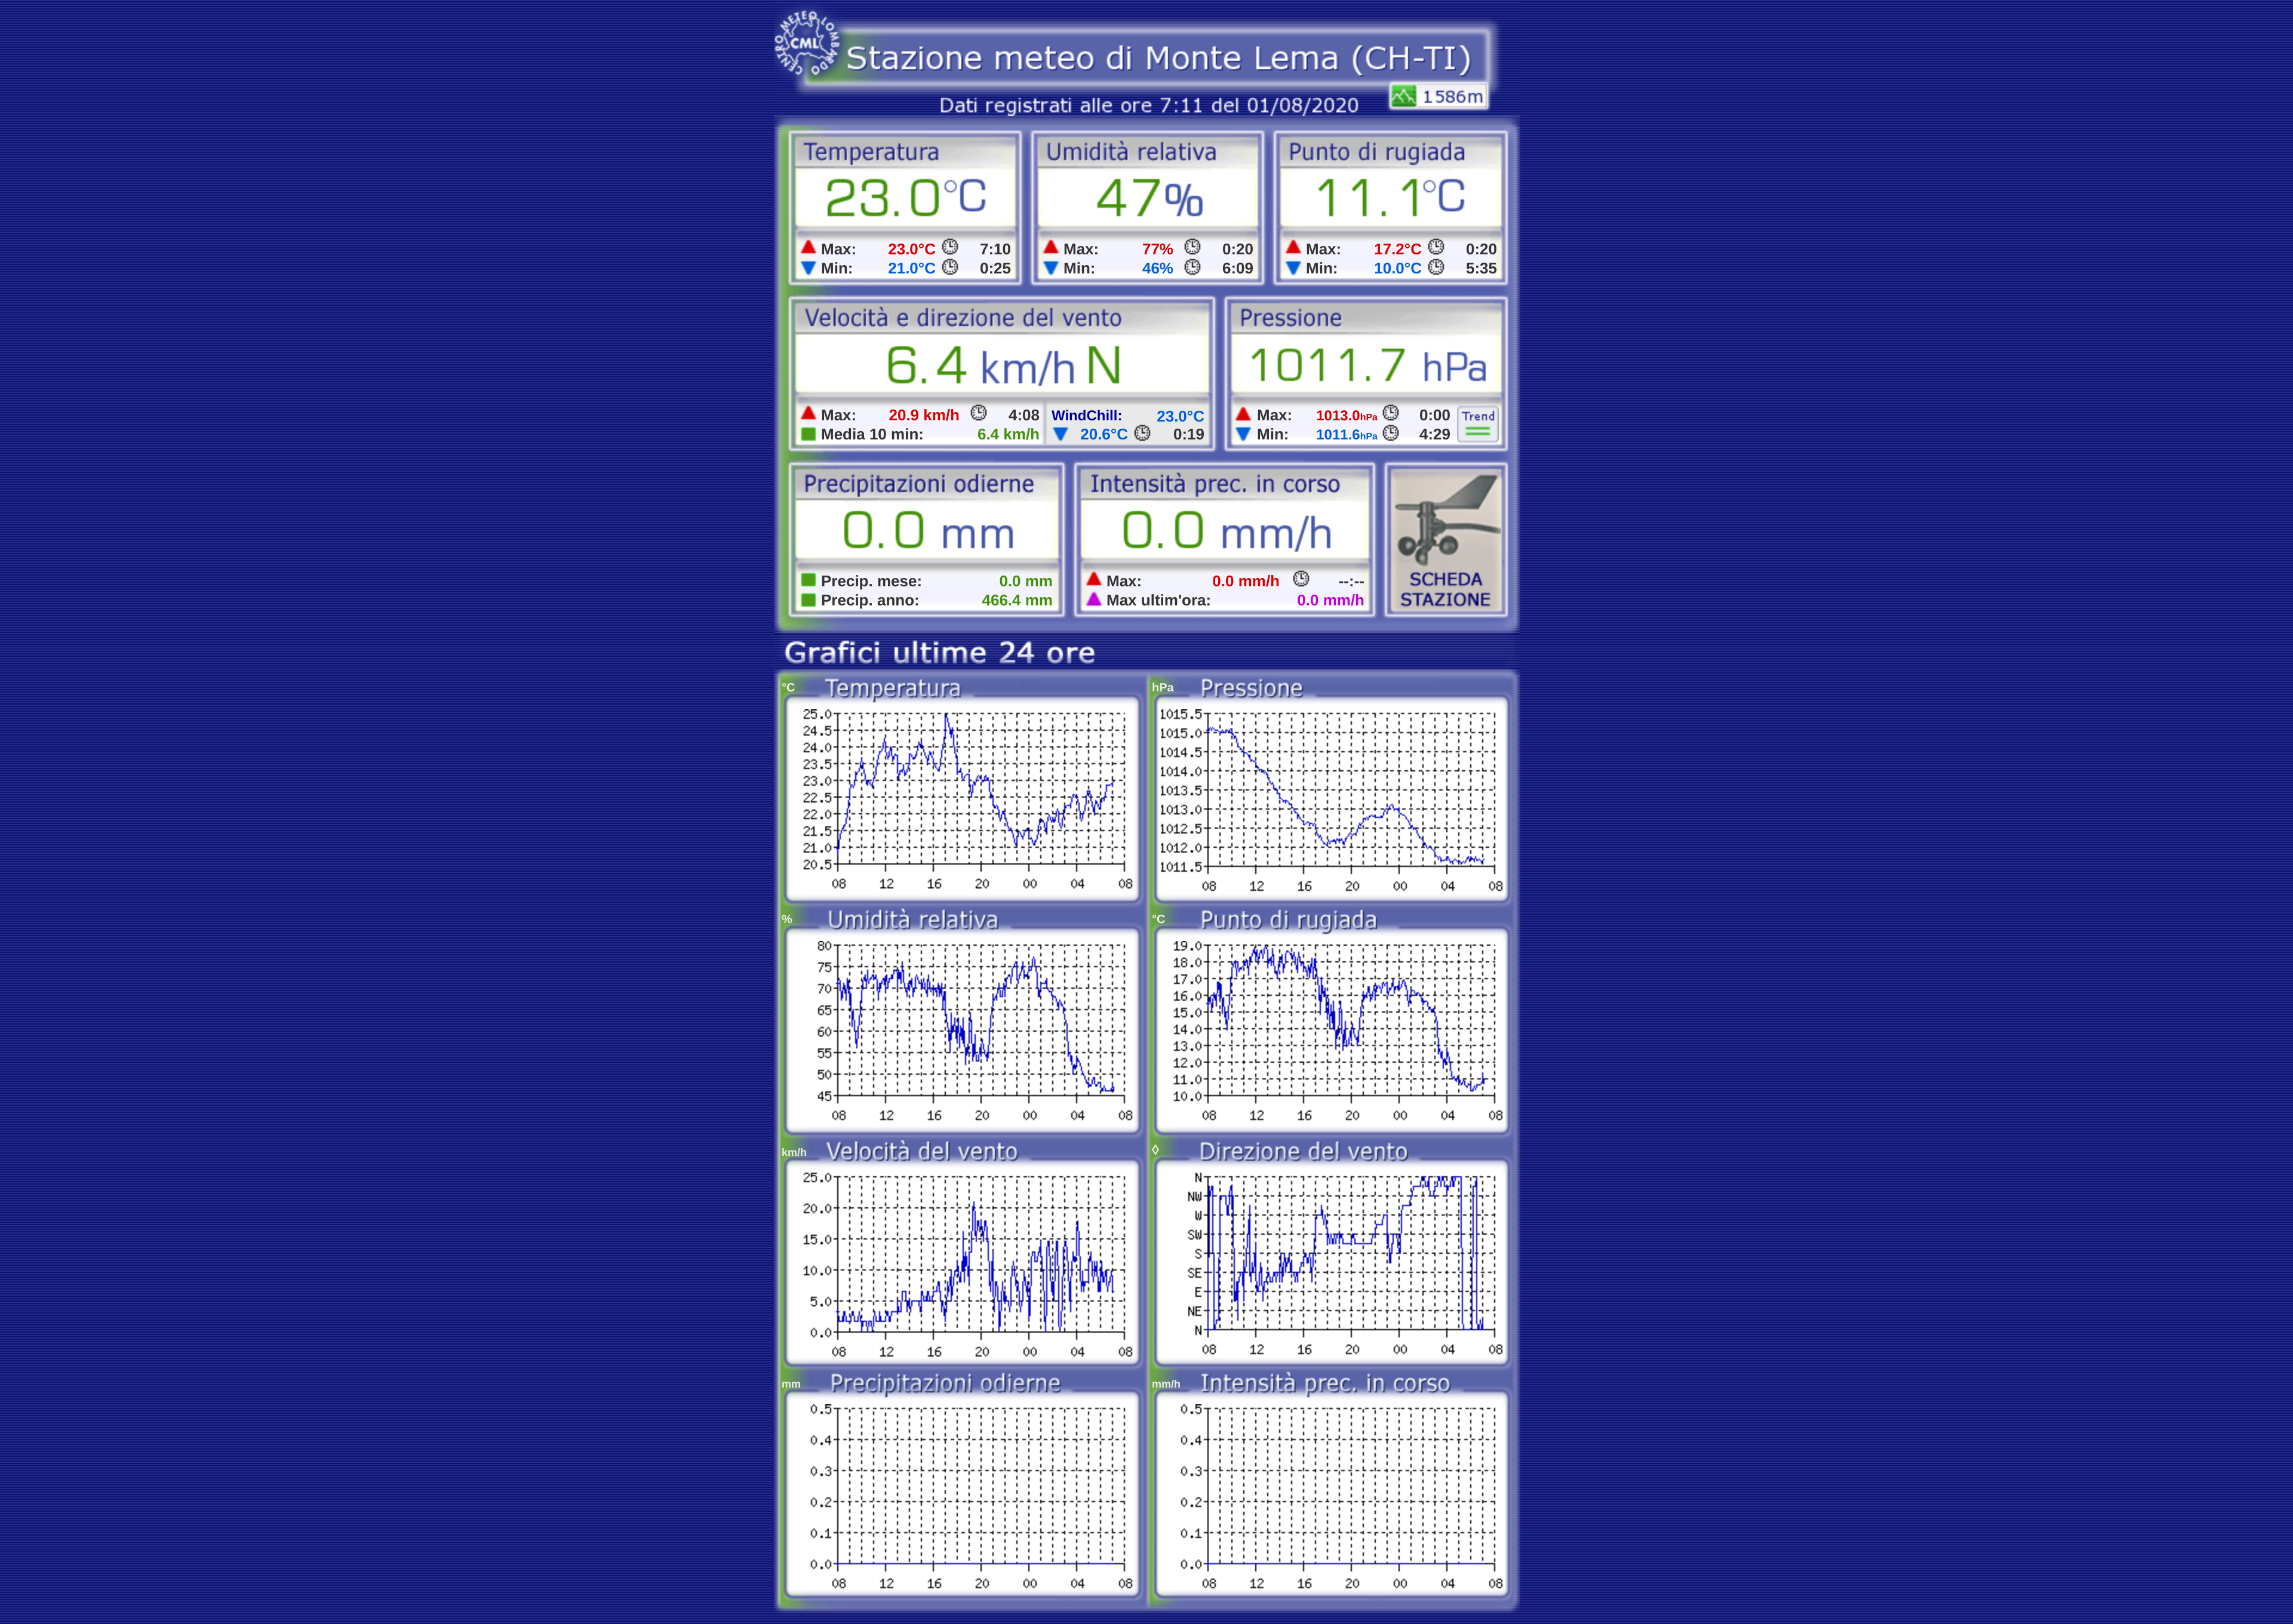 CENTRO METEO LOMBARDO
CML
Stazione meteo di Monte Lema (CH-TI)
1586m
Dati registrati alle ore 7:11 del 01/08/2020
Temperatura
23.0°C
Max: 23.0°C 7:10
Min: 21.0°C 0:25
Umidità relativa
47%
Max: 77% 0:20
Min: 46% 6:09
Punto di rugiada
11.1°C
Max: 17.2°C 0:20
Min: 10.0°C 5:35
Velocità e direzione del vento
6.4 km/h N
Max: 20.9 km/h 4:08
Media 10 min: 6.4 km/h
WindChill: 23.0°C
20.6°C 0:19
Pressione
1011.7 hPa
Max: 1013.0hPa 0:00
Min: 1011.6hPa 4:29
Trend
Precipitazioni odierne
0.0 mm
Precip. mese: 0.0 mm
Precip. anno: 466.4 mm
Intensità prec. in corso
0.0 mm/h
Max: 0.0 mm/h --:--
Max ultim'ora: 0.0 mm/h
SCHEDA
STAZIONE
Grafici ultime 24 ore
°C Temperatura
25.0
24.5
24.0
23.5
23.0
22.5
22.0
21.5
21.0
20.5
08 12 16 20 00 04 08
hPa Pressione
1015.5
1015.0
1014.5
1014.0
1013.5
1013.0
1012.5
1012.0
1011.5
08 12 16 20 00 04 08
% Umidità relativa
80
75
70
65
60
55
50
45
08 12 16 20 00 04 08
°C Punto di rugiada
19.0
18.0
17.0
16.0
15.0
14.0
13.0
12.0
11.0
10.0
08 12 16 20 00 04 08
km/h Velocità del vento
25.0
20.0
15.0
10.0
5.0
0.0
08 12 16 20 00 04 08
◊ Direzione del vento
N
NW
W
SW
S
SE
E
NE
N
08 12 16 20 00 04 08
mm Precipitazioni odierne
0.5
0.4
0.3
0.2
0.1
0.0
08 12 16 20 00 04 08
mm/h Intensità prec. in corso
0.5
0.4
0.3
0.2
0.1
0.0
08 12 16 20 00 04 08